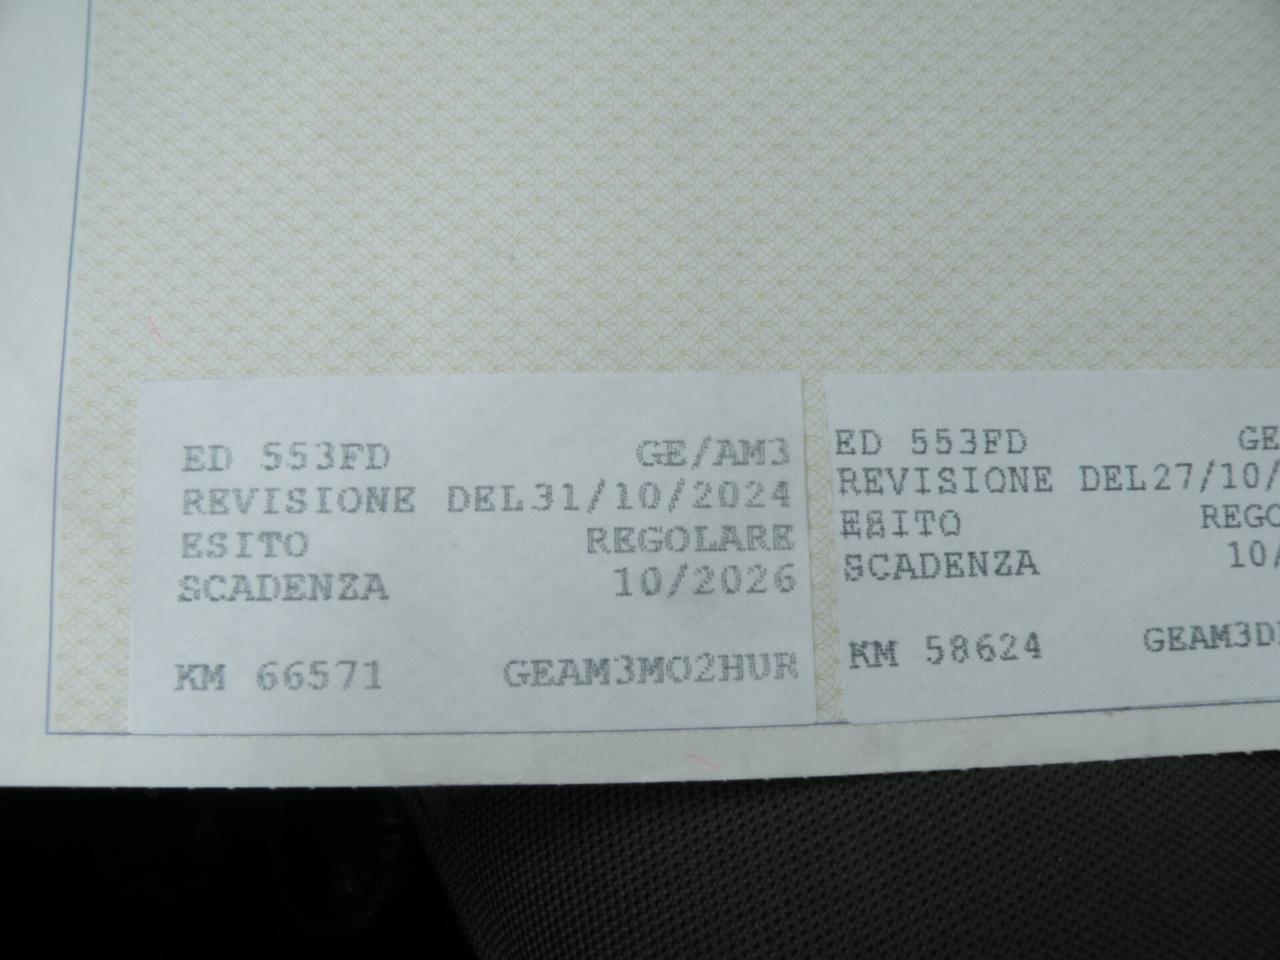 ED 553FD GE/AM3
REVISIONE DEL31/10/2024
ESITO REGOLARE
SCADENZA 10/2026
KM 66571 GEAM3MO2HUR
ED 553FD GE
REVISIONE DEL27/10/
ESITO REGO
SCADENZA 10/
KM 58624 GEAM3D